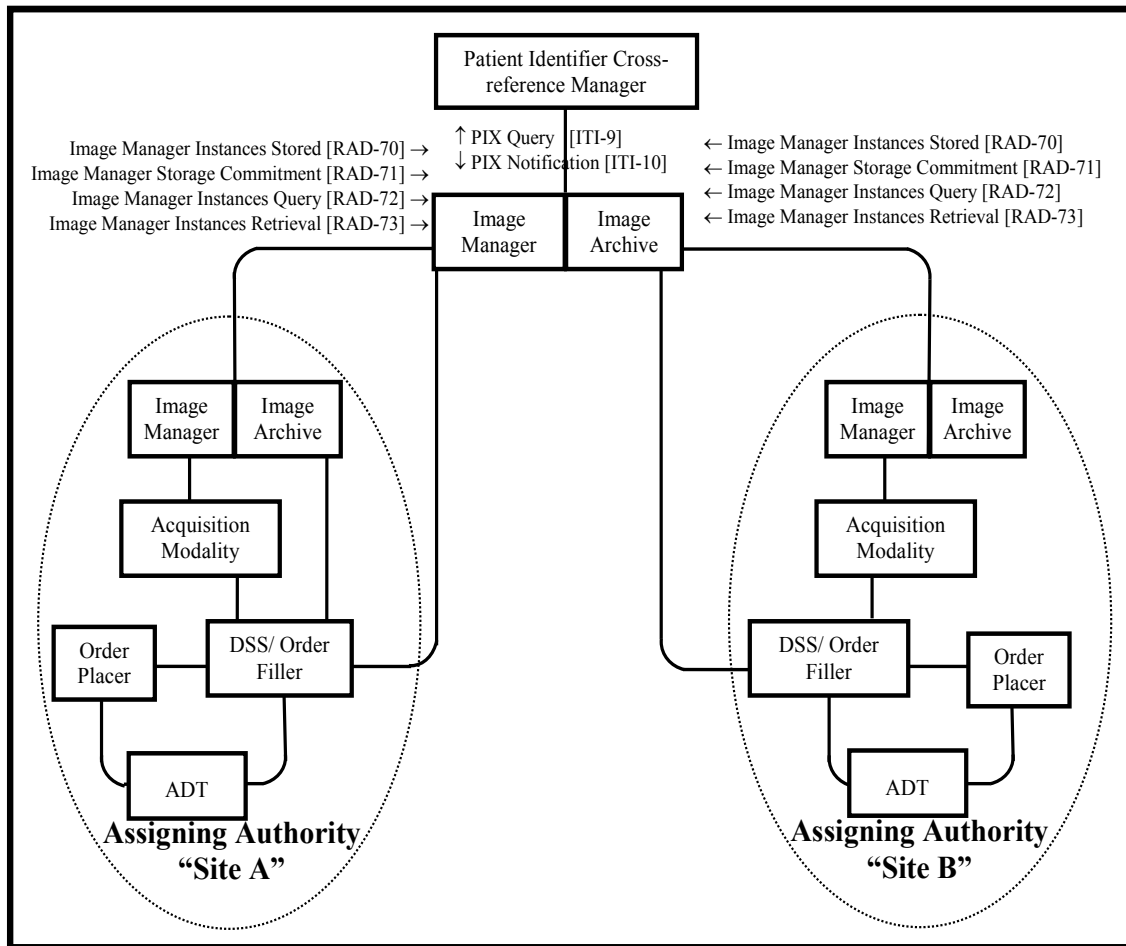 Patient Identifier Cross-
reference Manager
↑ PIX Query [ITI-9]
↓ PIX Notification [ITI-10]
Image Manager Instances Stored [RAD-70] →
Image Manager Storage Commitment [RAD-71]
Image Manager Instances Query [RAD-72] →
Image Manager Instances Retrieval [RAD-73] →
← Image Manager Instances Stored [RAD-70]
← Image Manager Storage Commitment [RAD-71]
← Image Manager Instances Query [RAD-72]
← Image Manager Instances Retrieval [RAD-73]
Image
Manager
Image
Archive
Image
Manager
Image
Archive
Acquisition
Modality
Order
Placer
DSS/ Order
Filler
ADT
Assigning Authority
“Site A”
Image
Manager
Image
Archive
Acquisition
Modality
DSS/ Order
Filler
Order
Placer
ADT
Assigning Authority
“Site B”